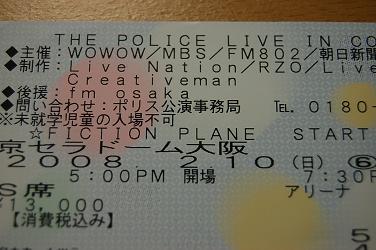 THE POLICE LIVE IN CO
◆主催:WOWOW/MBS/FM802/朝日新聞
◆制作:Live Nation/RZO/Live
Creativeman
◆後援:fm osaka
◆問い合わせ:ポリス公演事務局 TEL. 0180-
※未就学児童の入場不可
☆FICTION PLANE START
京セラドーム大阪
2008. 2.10(日) ⑥
5:00PM 開場 7:30P
S席 アリーナ
¥13,000
【消費税込み】